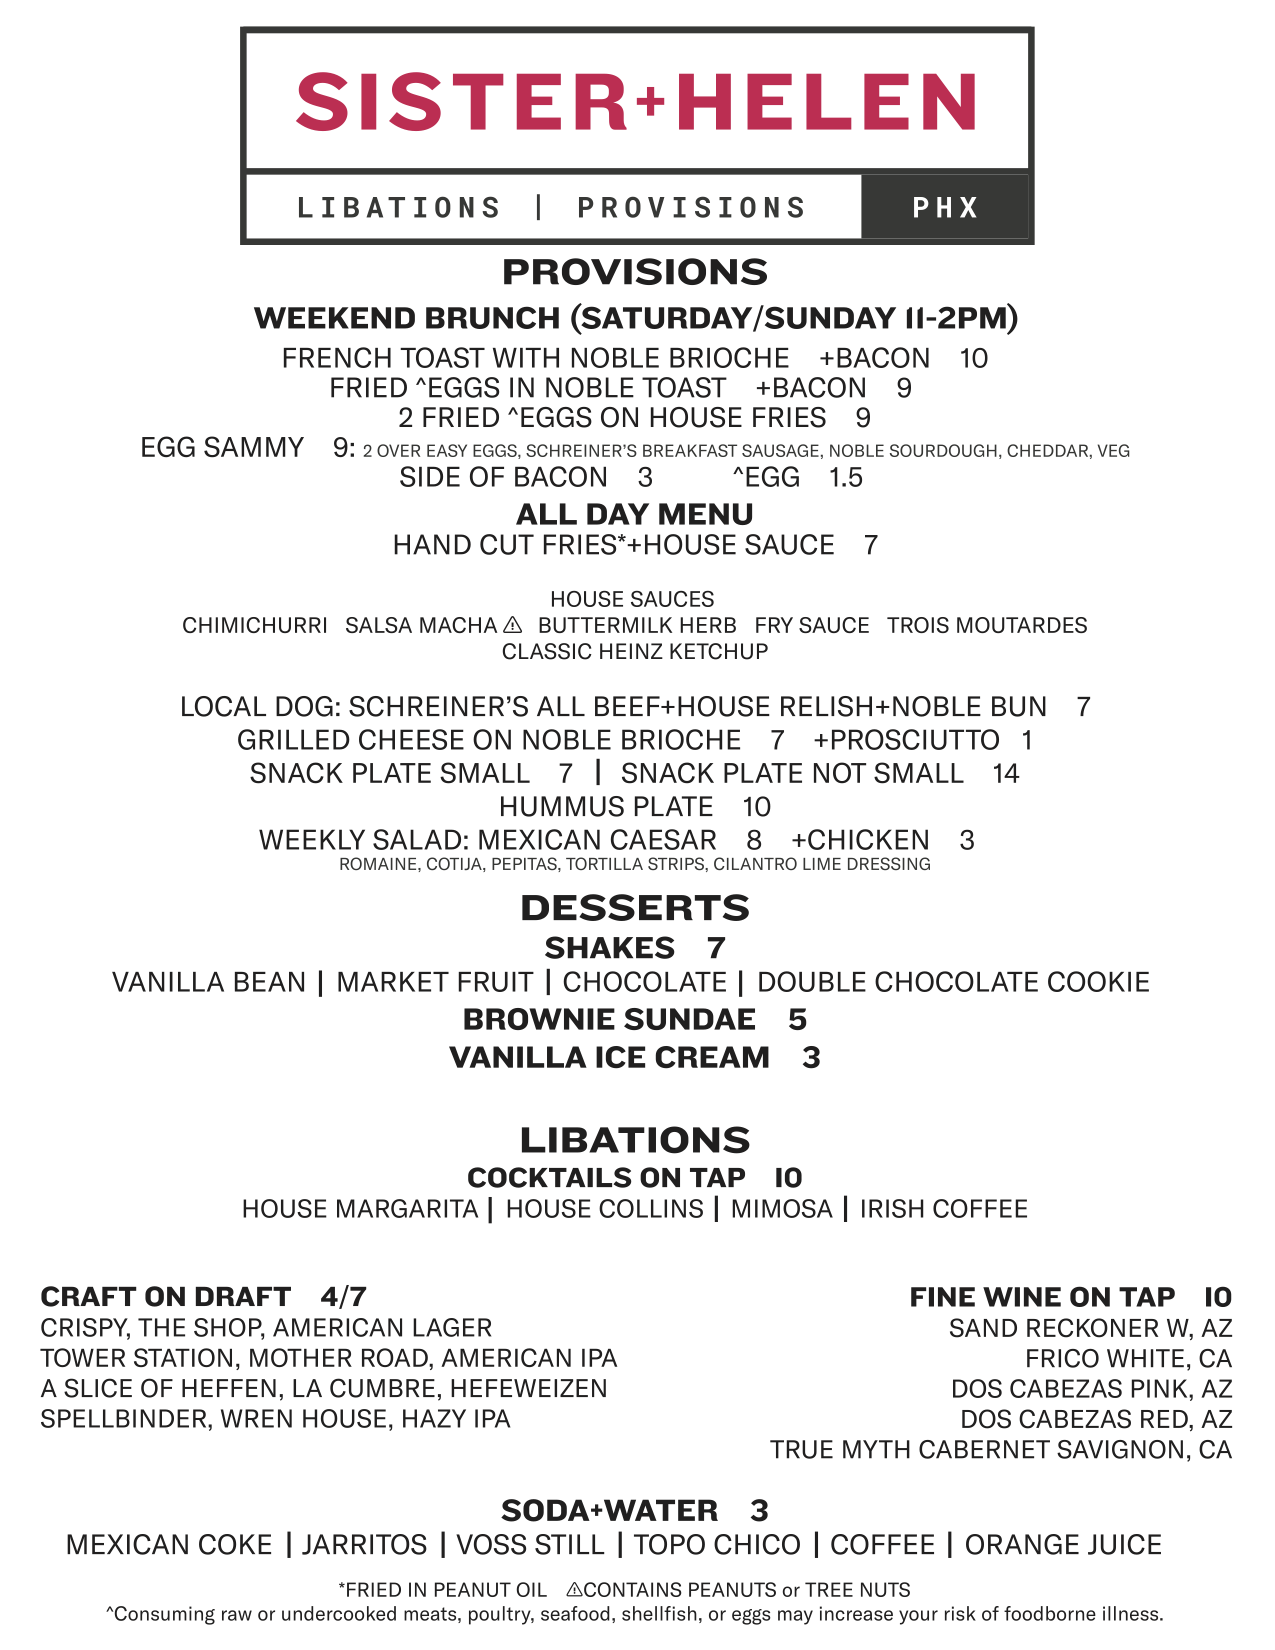 SISTER+HELEN
LIBATIONS | PROVISIONS PHX
PROVISIONS
WEEKEND BRUNCH (SATURDAY/SUNDAY 11-2PM)
FRENCH TOAST WITH NOBLE BRIOCHE +BACON 10
FRIED ^EGGS IN NOBLE TOAST +BACON 9
2 FRIED ^EGGS ON HOUSE FRIES 9
EGG SAMMY 9: 2 OVER EASY EGGS, SCHREINER'S BREAKFAST SAUSAGE, NOBLE SOURDOUGH, CHEDDAR, VEG
SIDE OF BACON 3 ^EGG 1.5
ALL DAY MENU
HAND CUT FRIES*+HOUSE SAUCE 7
HOUSE SAUCES
CHIMICHURRI SALSA MACHA ⚠ BUTTERMILK HERB FRY SAUCE TROIS MOUTARDES
CLASSIC HEINZ KETCHUP
LOCAL DOG: SCHREINER’S ALL BEEF+HOUSE RELISH+NOBLE BUN 7
GRILLED CHEESE ON NOBLE BRIOCHE 7 +PROSCIUTTO 1
SNACK PLATE SMALL 7 | SNACK PLATE NOT SMALL 14
HUMMUS PLATE 10
WEEKLY SALAD: MEXICAN CAESAR 8 +CHICKEN 3
ROMAINE, COTIJA, PEPITAS, TORTILLA STRIPS, CILANTRO LIME DRESSING
DESSERTS
SHAKES 7
VANILLA BEAN | MARKET FRUIT | CHOCOLATE | DOUBLE CHOCOLATE COOKIE
BROWNIE SUNDAE 5
VANILLA ICE CREAM 3
LIBATIONS
COCKTAILS ON TAP 10
HOUSE MARGARITA | HOUSE COLLINS | MIMOSA | IRISH COFFEE
CRAFT ON DRAFT 4/7
CRISPY, THE SHOP, AMERICAN LAGER
TOWER STATION, MOTHER ROAD, AMERICAN IPA
A SLICE OF HEFFEN, LA CUMBRE, HEFEWEIZEN
SPELLBINDER, WREN HOUSE, HAZY IPA
FINE WINE ON TAP 10
SAND RECKONER W, AZ
FRICO WHITE, CA
DOS CABEZAS PINK, AZ
DOS CABEZAS RED, AZ
TRUE MYTH CABERNET SAVIGNON, CA
SODA+WATER 3
MEXICAN COKE | JARRITOS | VOSS STILL | TOPO CHICO | COFFEE | ORANGE JUICE
*FRIED IN PEANUT OIL ⚠CONTAINS PEANUTS or TREE NUTS
^Consuming raw or undercooked meats, poultry, seafood, shellfish, or eggs may increase your risk of foodborne illness.